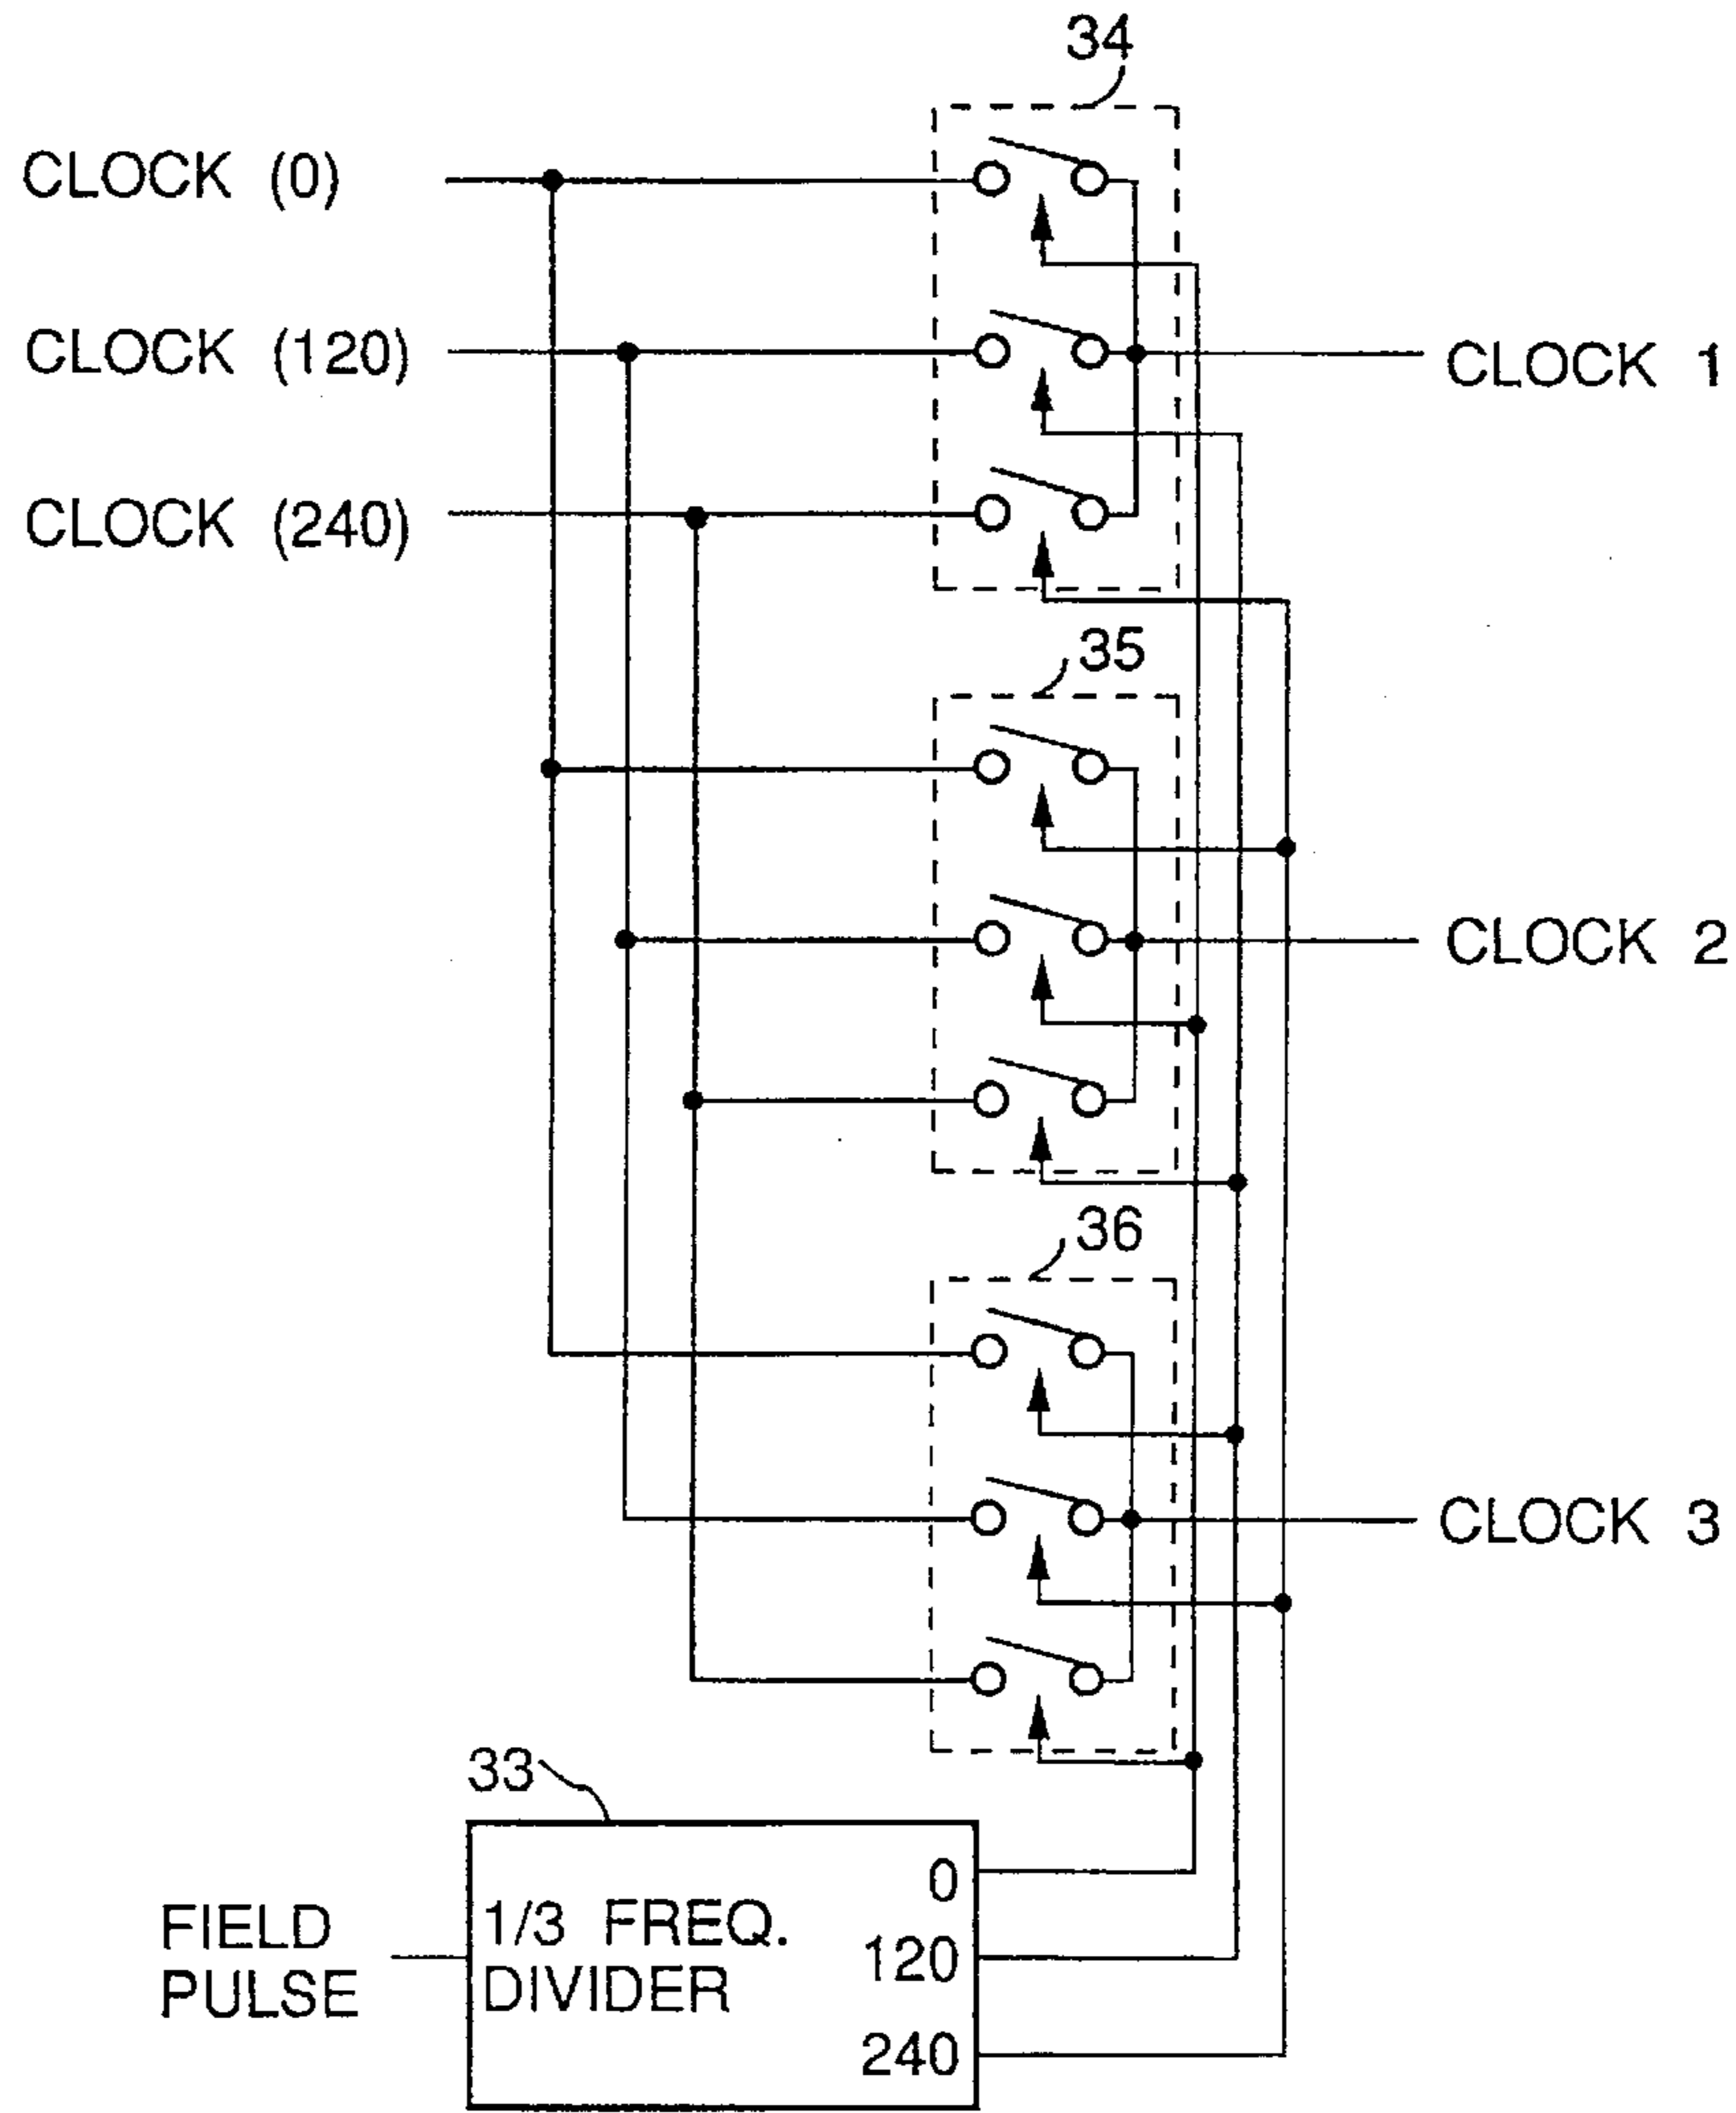 34
CLOCK (0)
CLOCK (120)
CLOCK 1
CLOCK (240)
35
CLOCK 2
36
CLOCK 3
33
FIELD
PULSE
1/3 FREQ.
DIVIDER
0
120
240